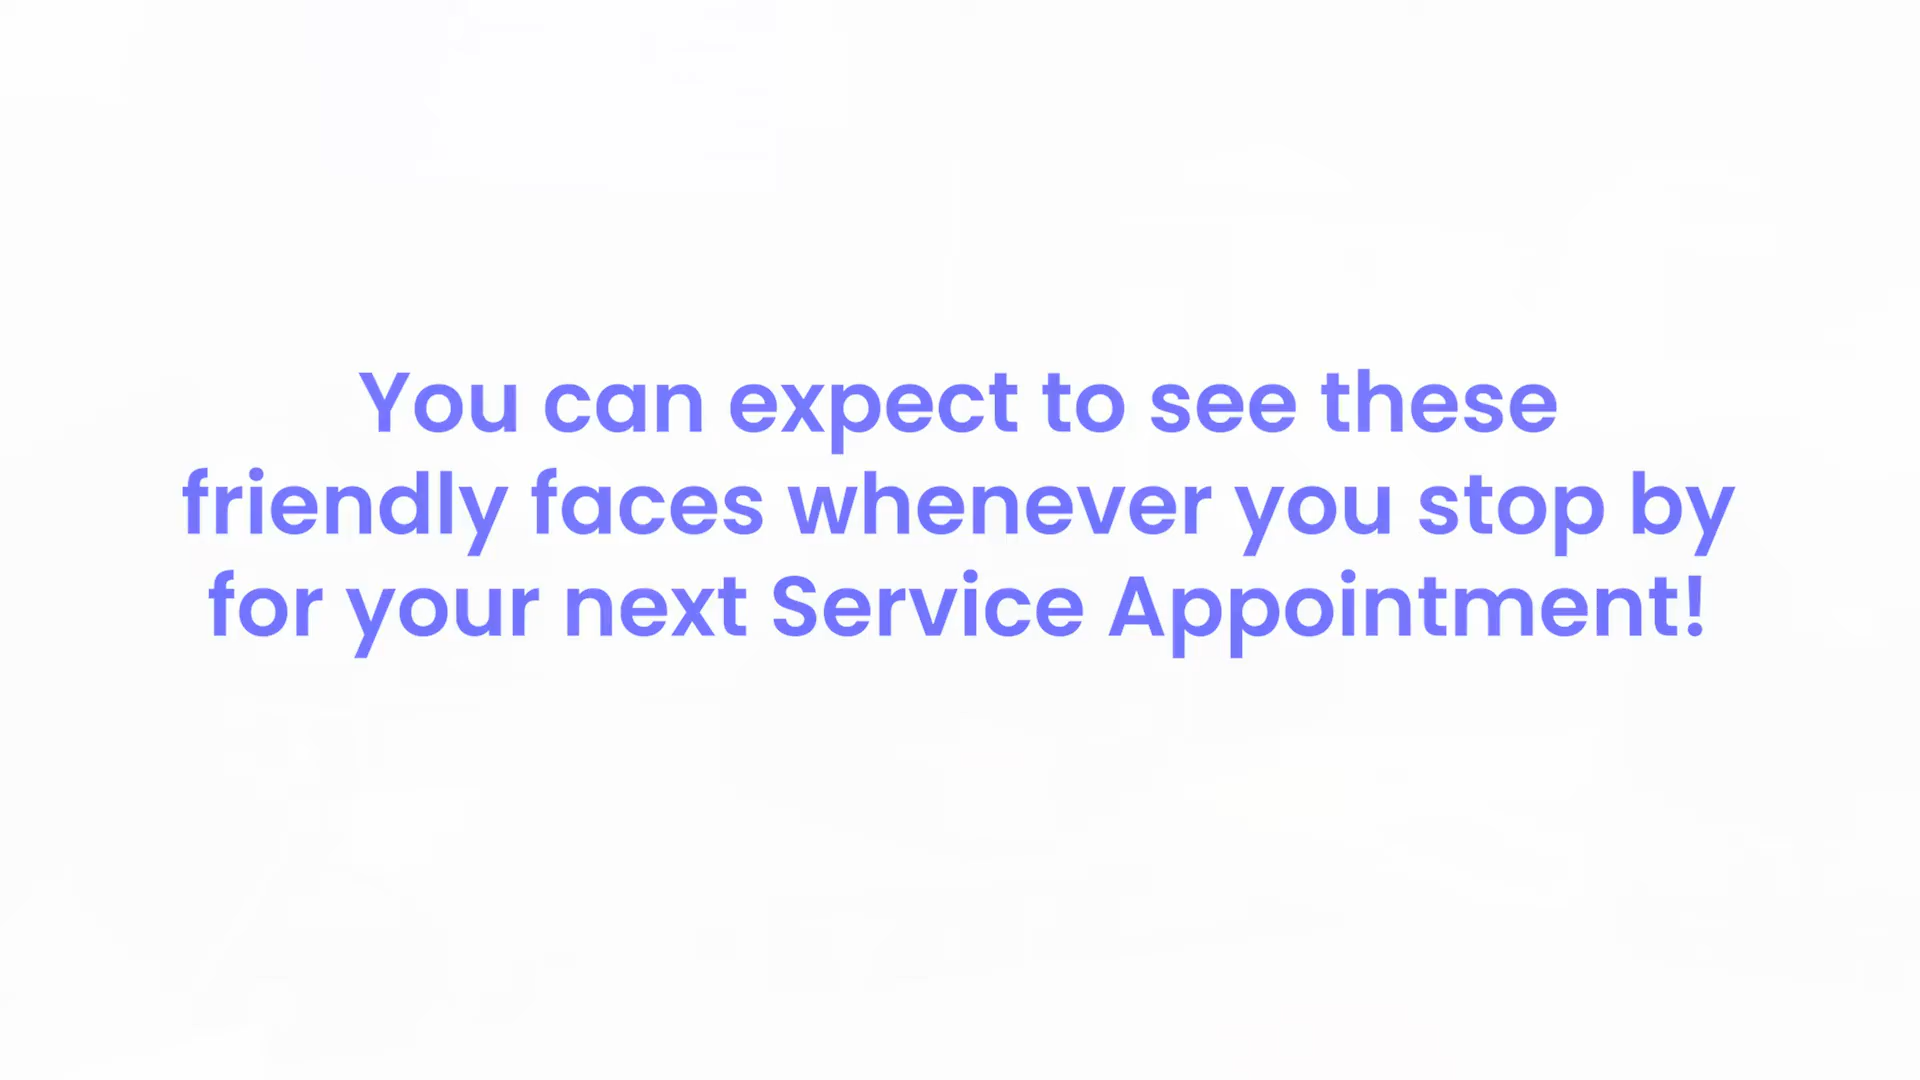 You can expect to see these
friendly faces whenever you stop by
for your next Service Appointment!